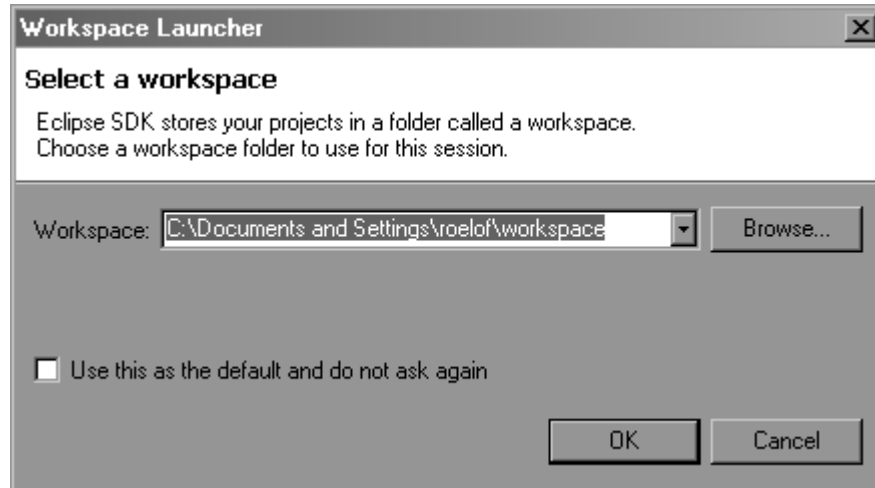 Workspace Launcher
Select a workspace
Eclipse SDK stores your projects in a folder called a workspace.
Choose a workspace folder to use for this session.
Workspace: C:\Documents and Settings\roelof\workspace Browse...
Use this as the default and do not ask again
OK Cancel